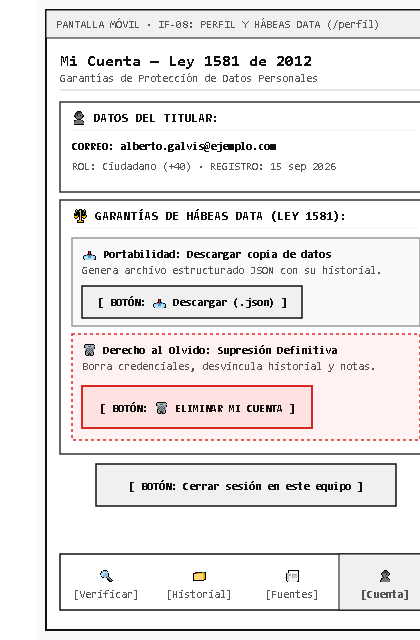 PANTALLA MÓVIL · IF-08: PERFIL Y HÁBEAS DATA (/perfil)
Mi Cuenta — Ley 1581 de 2012
Garantías de Protección de Datos Personales
👤 DATOS DEL TITULAR:
CORREO: alberto.galvis@ejemplo.com
ROL: Ciudadano (+40) · REGISTRO: 15 sep 2026
⚖️ GARANTÍAS DE HÁBEAS DATA (LEY 1581):
📥 Portabilidad: Descargar copia de datos
Genera archivo estructurado JSON con su historial.
[ BOTÓN: 📥 Descargar (.json) ]
🗑️ Derecho al Olvido: Supresión Definitiva
Borra credenciales, desvincula historial y notas.
[ BOTÓN: 🗑️ ELIMINAR MI CUENTA ]
[ BOTÓN: Cerrar sesión en este equipo ]
[Verificar] [Historial] [Fuentes] [Cuenta]